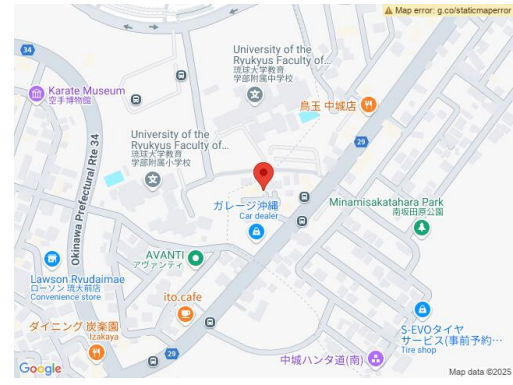 Map error: g.co/staticmaperror
University of the
Ryukyus Faculty of...
琉球大学教育
学部附属中学校
34
Karate Museum
空手博物館
鳥玉 中城店
29
University of the
Ryukyus Faculty of...
琉球大学教育
学部附属小学校
Okinawa Prefectural Rte 34
ガレージ沖縄
Car dealer
Minamisakatahara Park
南坂田原公園
AVANTI
アヴァンティ
Lawson Ryudaimae
ローソン 琉大前店
Convenience store
ito.cafe
ダイニング 炭楽園
Izakaya
29
S-EVOタイヤ
サービス(事前予約…
Tire shop
中城ハンタ道(南)
Google
Map data ©2025